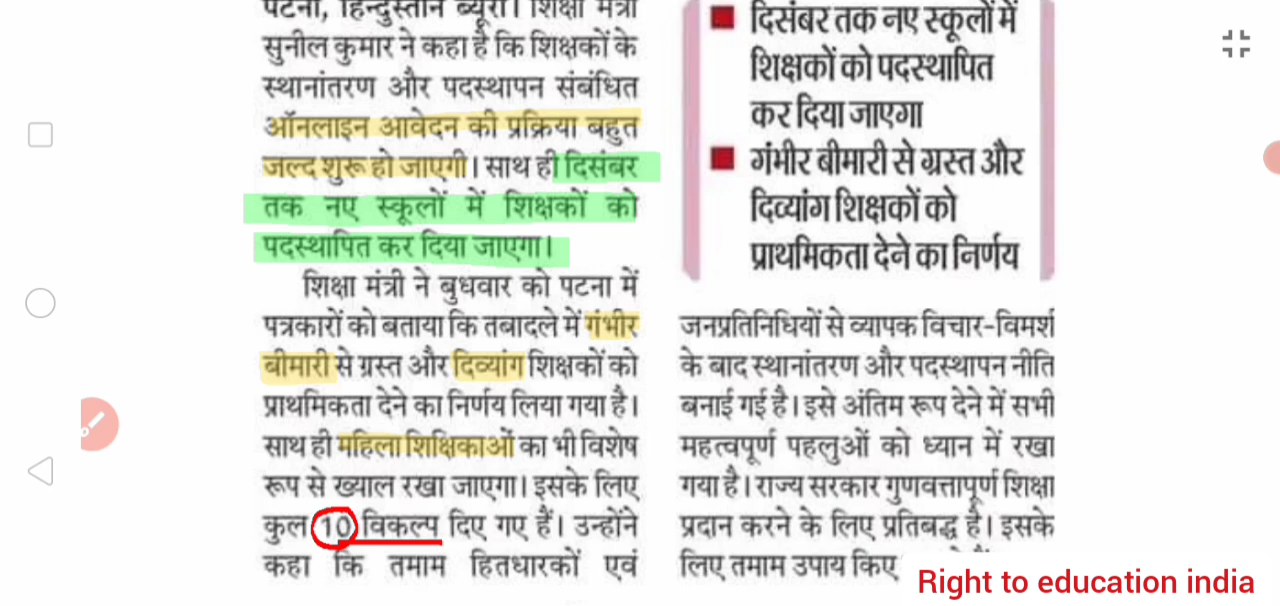 पटना, हिन्दुस्तान ब्यूरो। शिक्षा मंत्री
सुनील कुमार ने कहा है कि शिक्षकों के
स्थानांतरण और पदस्थापन संबंधित
ऑनलाइन आवेदन की प्रक्रिया बहुत
जल्द शुरू हो जाएगी। साथ ही दिसंबर
तक नए स्कूलों में शिक्षकों को
पदस्थापित कर दिया जाएगा।
शिक्षा मंत्री ने बुधवार को पटना में
पत्रकारों को बताया कि तबादले में गंभीर
बीमारी से ग्रस्त और दिव्यांग शिक्षकों को
प्राथमिकता देने का निर्णय लिया गया है।
साथ ही महिला शिक्षिकाओं का भी विशेष
रूप से ख्याल रखा जाएगा। इसके लिए
कुल 10 विकल्प दिए गए हैं। उन्होंने
कहा कि तमाम हितधारकों एवं
दिसंबर तक नए स्कूलों में
शिक्षकों को पदस्थापित
कर दिया जाएगा
गंभीर बीमारी से ग्रस्त और
दिव्यांग शिक्षकों को
प्राथमिकता देने का निर्णय
जनप्रतिनिधियों से व्यापक विचार-विमर्श
के बाद स्थानांतरण और पदस्थापन नीति
बनाई गई है। इसे अंतिम रूप देने में सभी
महत्वपूर्ण पहलुओं को ध्यान में रखा
गया है। राज्य सरकार गुणवत्तापूर्ण शिक्षा
प्रदान करने के लिए प्रतिबद्ध है। इसके
लिए तमाम उपाय किए
Right to education india